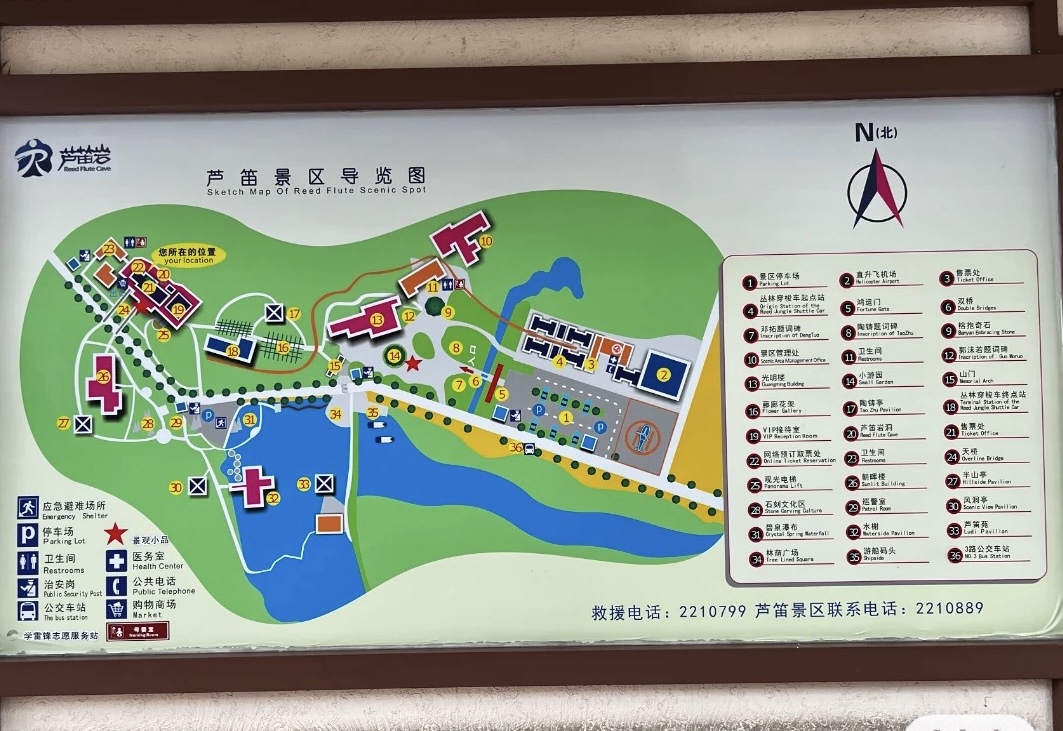 芦笛岩
Reed Flute Cave
芦笛景区导览图
Sketch Map Of Reed Flute Scenic Spot
N(北)
您所在的位置
your location
1 景区停车场
Parking Lot
2 直升飞机场
Helicopter Airport
3 售票处
Ticket Office
4 丛林穿梭车起点站
Origin Station of the
Reed Jungle Shuttle Car
5 鸿运门
Fortune Gate
6 双桥
Double Bridges
7 邓拓题词碑
Inscription of DengTuo
8 陶铸题词碑
Inscription of TaoZhu
9 榕抱奇石
Banyan Embracing Stone
10 景区管理处
Scenic Area Management Office
11 卫生间
Restrooms
12 郭沫若题词碑
Inscription of Guo Moruo
13 光明楼
Guangming Building
14 小游园
Small Garden
15 山门
Memorial Arch
16 藤廊花架
Flower Gallery
17 陶铸亭
Tao Zhu Pavilion
18 丛林穿梭车终点站
Terminal Station of the
Reed Jungle Shuttle Car
19 VIP接待室
VIP Reception Room
20 芦笛岩洞
Reed Flute Cave
21 售票处
Ticket Office
22 网络预订取票处
Online Ticket Reservation
23 卫生间
Restrooms
24 天桥
Overline Bridge
25 观光电梯
Panorama Lift
26 朝晖楼
Sunlit Building
27 半山亭
Hillside Pavilion
28 石刻文化区
Stone Carving Culture
29 巡警室
Patrol Room
30 风洞亭
Scenic View Pavilion
31 碧泉瀑布
Crystal Spring Waterfall
32 水榭
Waterside Pavilion
33 芦笛苑
Ludi Pavilion
34 林荫广场
Tree Lined Square
35 游船码头
Shipside
36 3路公交车站
NO 3 Bus Station
应急避难场所
Emergency Shelter
P 停车场
Parking Lot
景观小品
卫生间
Restrooms
医务室
Health Center
治安岗
Public Security Post
公共电话
Public Telephone
公交车站
The bus station
购物商场
Market
学雷锋志愿服务站
母婴室
Nursing Room
救援电话：2210799 芦笛景区联系电话：2210889